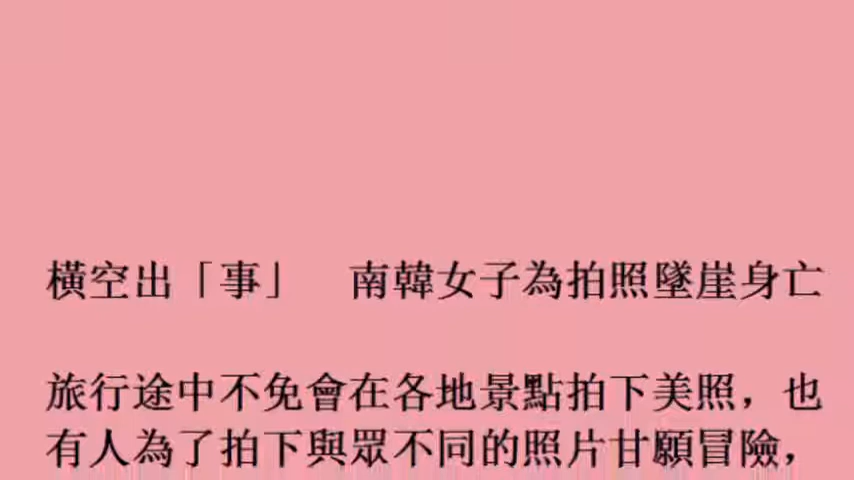 橫空出「事」　南韓女子為拍照墜崖身亡
旅行途中不免會在各地景點拍下美照，也
有人為了拍下與眾不同的照片甘願冒險，